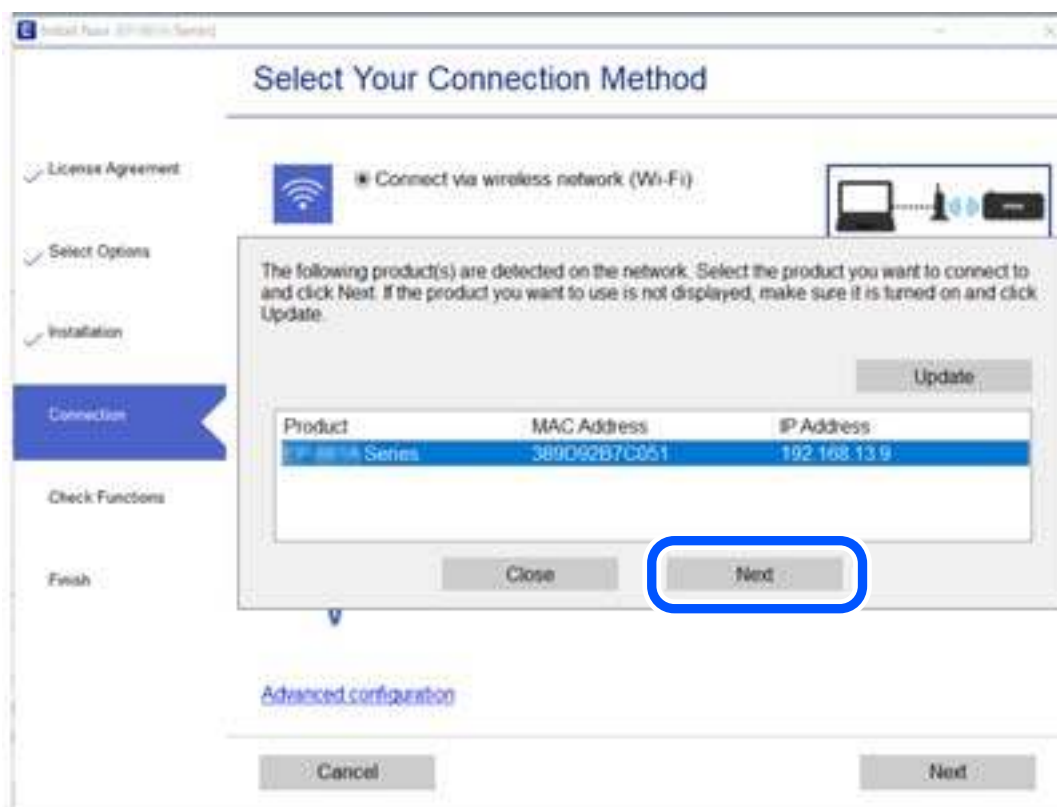 Install Now
Series
Select Your Connection Method
License Agreement
Select Options
Installation
Connection
Check Functions
Finish
Connect via wireless network (Wi-Fi)
The following product(s) are detected on the network. Select the product you want to connect to
and click Next. If the product you want to use is not displayed, make sure it is turned on and click
Update.
Update
Product MAC Address IP Address
Series 389D92B7C051 192.168.13.9
Close Next
Advanced configuration
Cancel Next